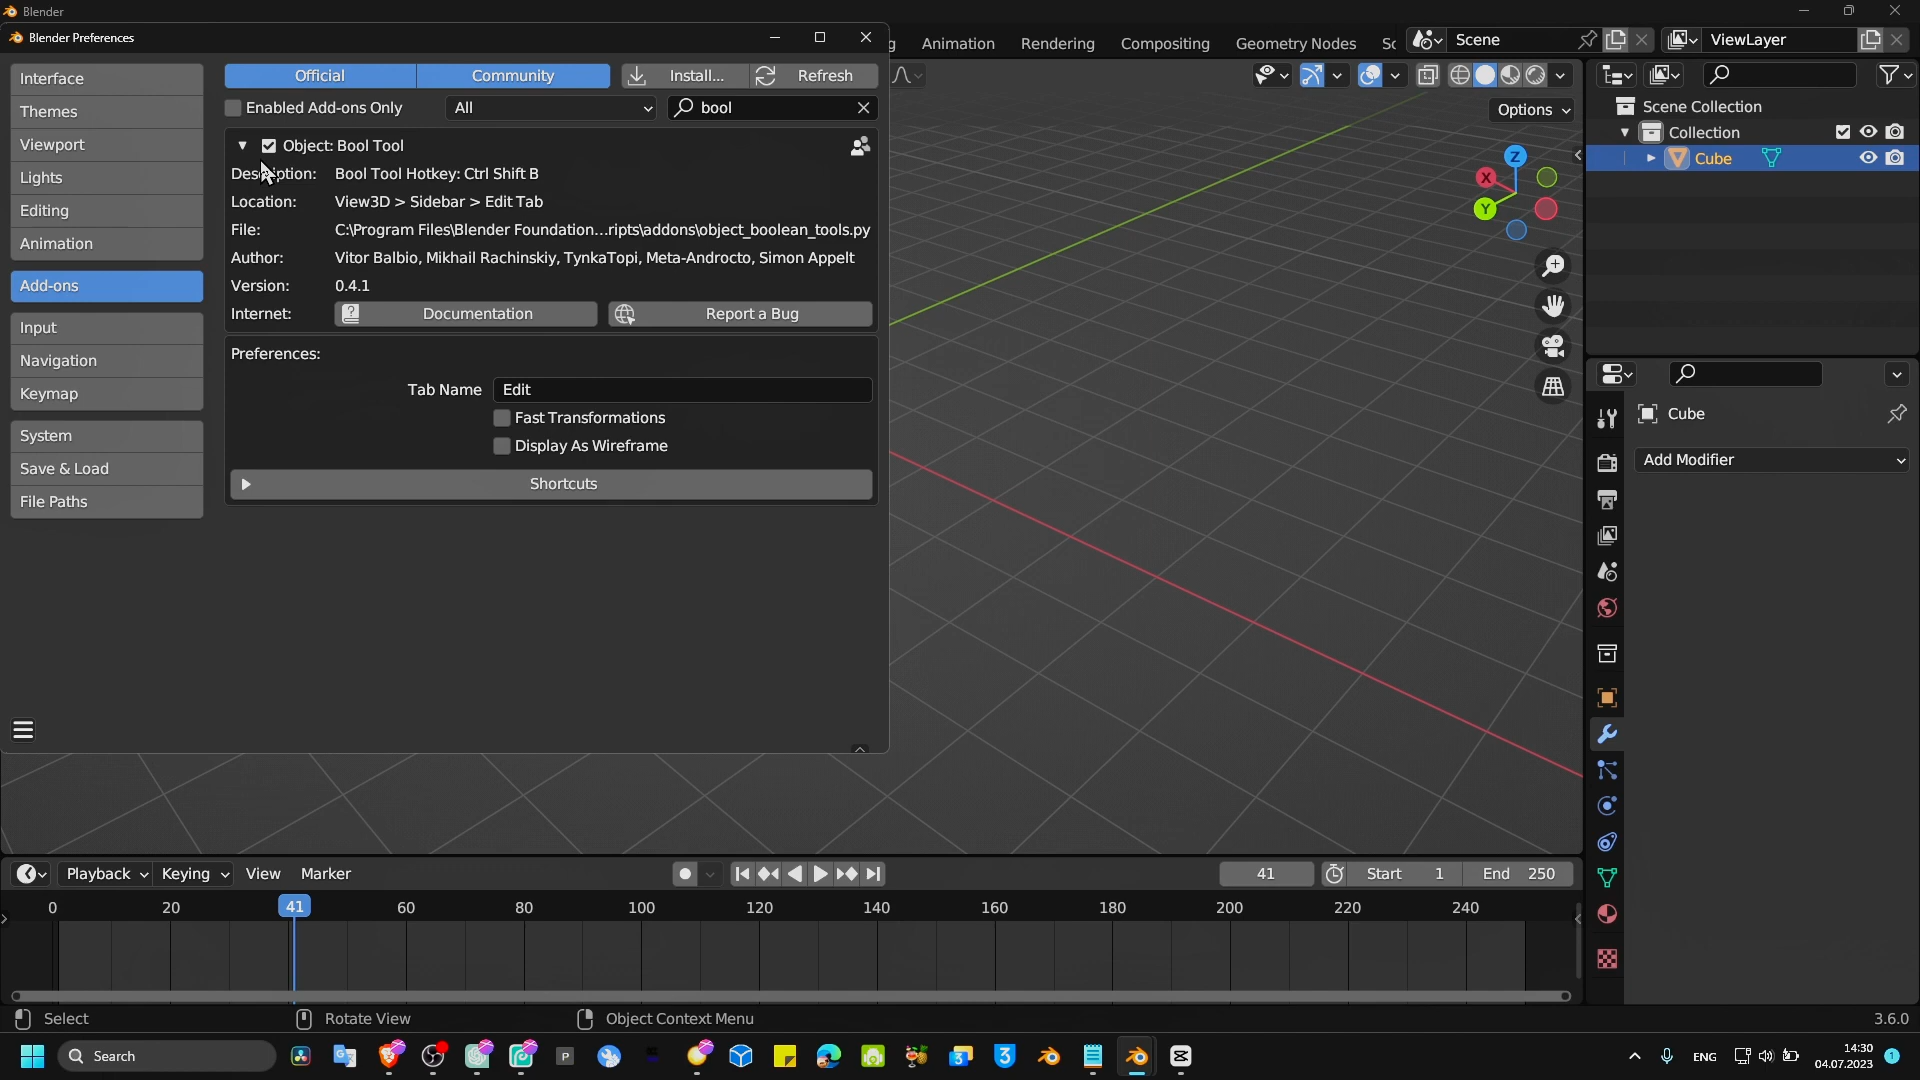 Blender
Blender Preferences
Animation
Rendering
Compositing
Geometry Nodes
Sc
Scene
ViewLayer
Interface
Themes
Viewport
Lights
Editing
Animation
Add-ons
Input
Navigation
Keymap
System
Save & Load
File Paths
Official
Community
Install...
Refresh
Enabled Add-ons Only
All
bool
Object: Bool Tool
Bool Tool Hotkey: Ctrl Shift B
Location: View3D > Sidebar > Edit Tab
File: C:\Program Files\Blender Foundation...ripts\addons\object_boolean_tools.py
Author: Vitor Balbio, Mikhail Rachinskiy, TynkaTopi, Meta-Androcto, Simon Appelt
Version: 0.4.1
Internet: Documentation Report a Bug
Preferences:
Tab Name Edit
Fast Transformations
Display As Wireframe
Shortcuts
Options
Z
X
Y
Scene Collection
Collection
Cube
Cube
Add Modifier
Playback
Keying
View
Marker
41
Start 1
End 250
0 20 41 60 80 100 120 140 160 180 200 220 240
Select
Rotate View
Object Context Menu
3.6.0
Search
P
3
3
ENG
14:30
04.07.2023
1